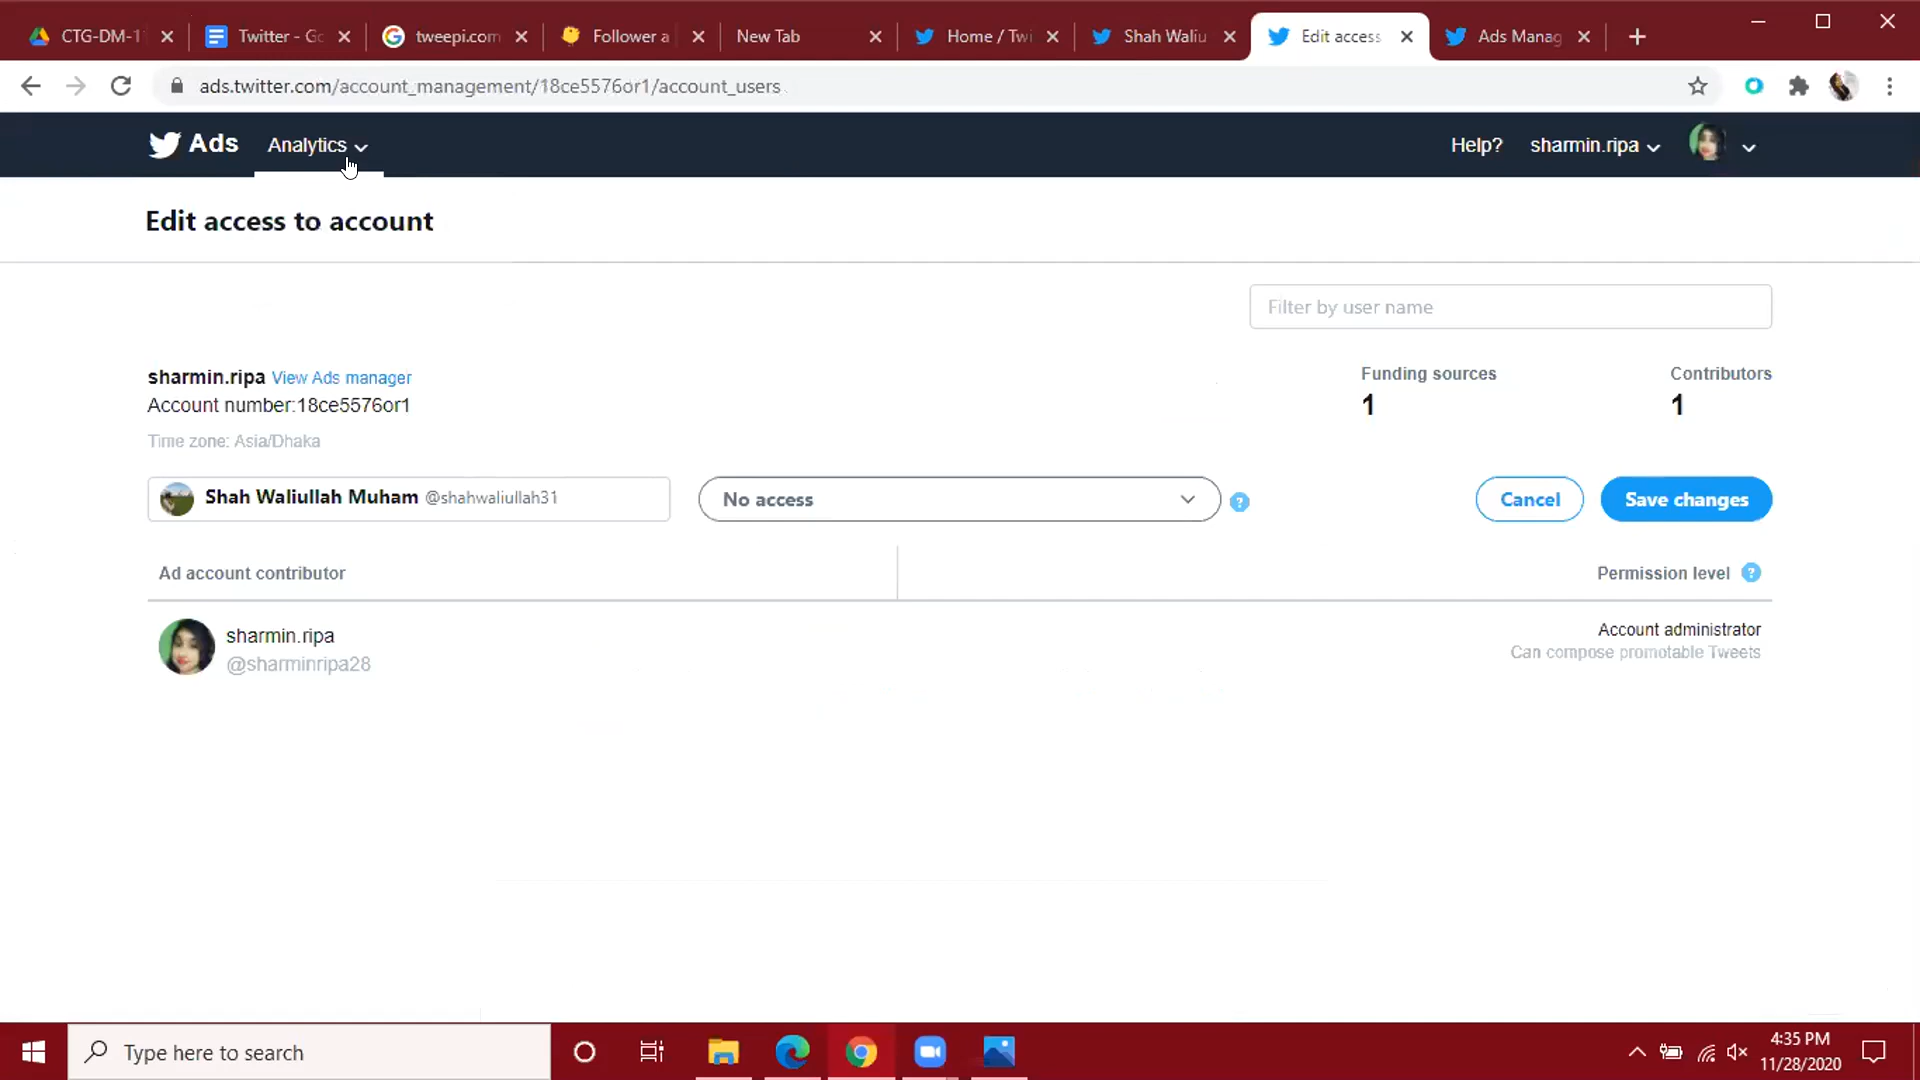 CTG-DM-1
Twitter - Go
tweepi.com
Follower a
New Tab
Home / Twi
Shah Waliu
Edit access
Ads Manag
ads.twitter.com/account_management/18ce5576or1/account_users
Ads
Analytics
Help?
sharmin.ripa
Edit access to account
Filter by user name
sharmin.ripa View Ads manager
Account number:18ce5576or1
Time zone: Asia/Dhaka
Funding sources
1
Contributors
1
Shah Waliullah Muham @shahwaliullah31
No access
?
Cancel
Save changes
Ad account contributor
Permission level ?
sharmin.ripa
@sharminripa28
Account administrator
Can compose promotable Tweets
Type here to search
4:35 PM
11/28/2020